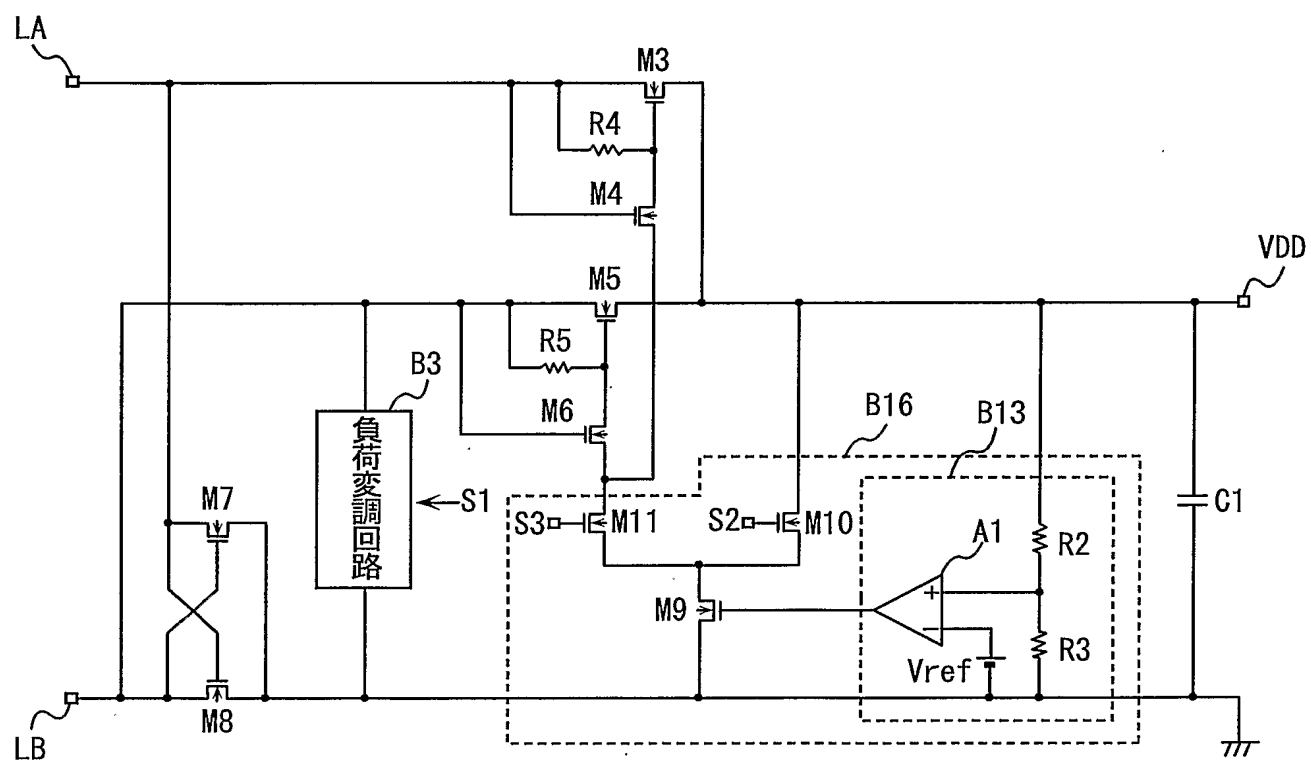 LA
M3
R4
M4
VDD
M5
R5
B3
M6
B16
B13
負荷変調回路
M7
S1
S3
M11
S2
M10
A1
R2
C1
M9
+
−
Vref
R3
M8
LB